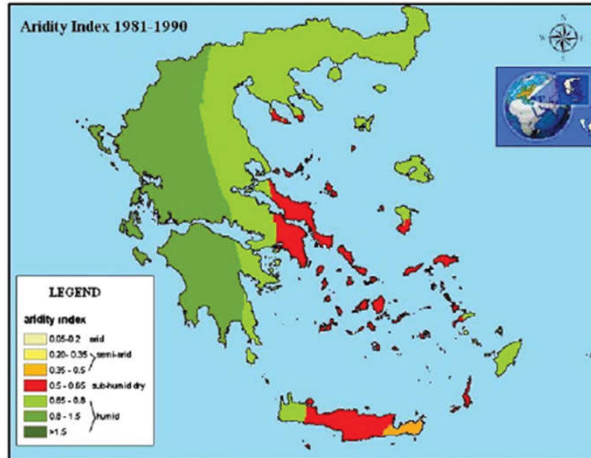 Aridity Index 1981-1990
N
W E
S
LEGEND
aridity index
0.05-0.2 arid
0.20- 0.35
semi-arid
0.35 - 0.5
0.5 - 0.65 sub-humid dry
0.65 - 0.8
humid
0.8 - 1.5
>1.5